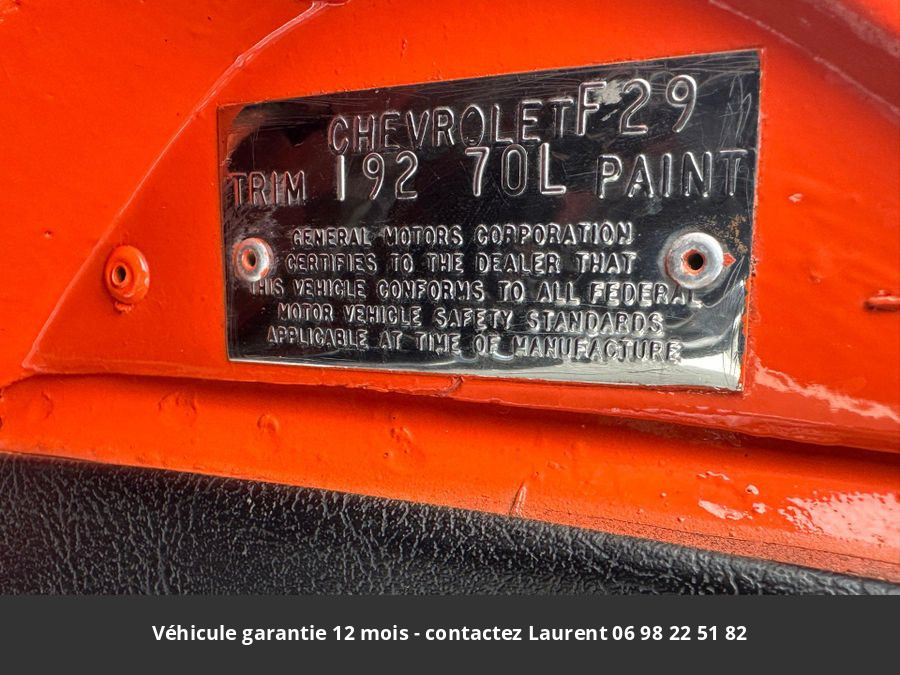 CHEVROLET F29
TRIM 192 70L PAINT
GENERAL MOTORS CORPORATION
CERTIFIES TO THE DEALER THAT
THIS VEHICLE CONFORMS TO ALL FEDERAL
MOTOR VEHICLE SAFETY STANDARDS
APPLICABLE AT TIME OF MANUFACTURE
Véhicule garantie 12 mois - contactez Laurent 06 98 22 51 82